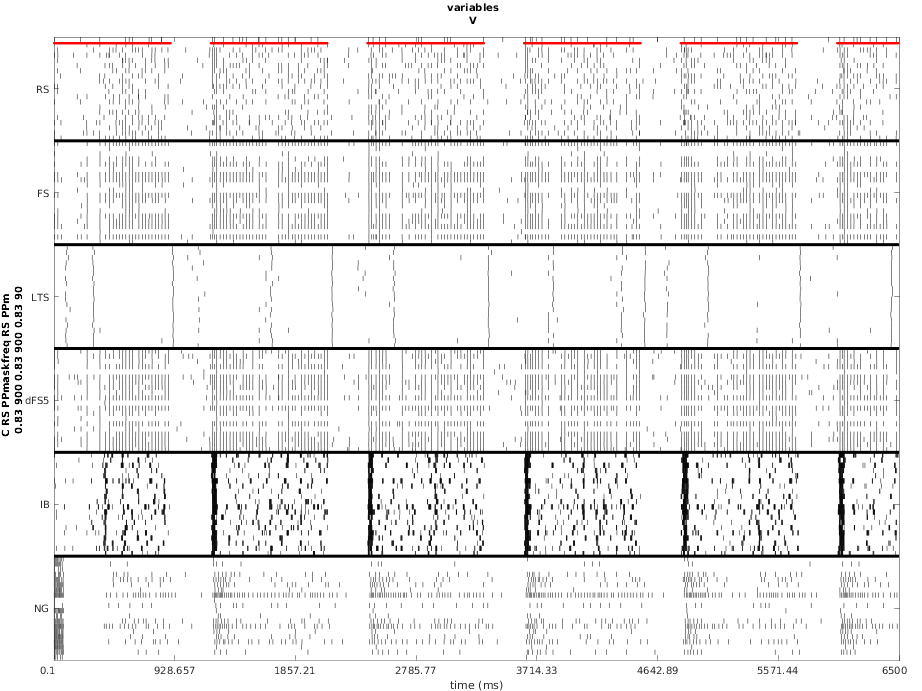 variables
V
C RS PPmaskfreq RS PPm
0.83 900 0.83 900 0.83 90
RS
FS
LTS
dFS5
IB
NG
0.1 928.657 1857.21 2785.77 3714.33 4642.89 5571.44 6500
time (ms)